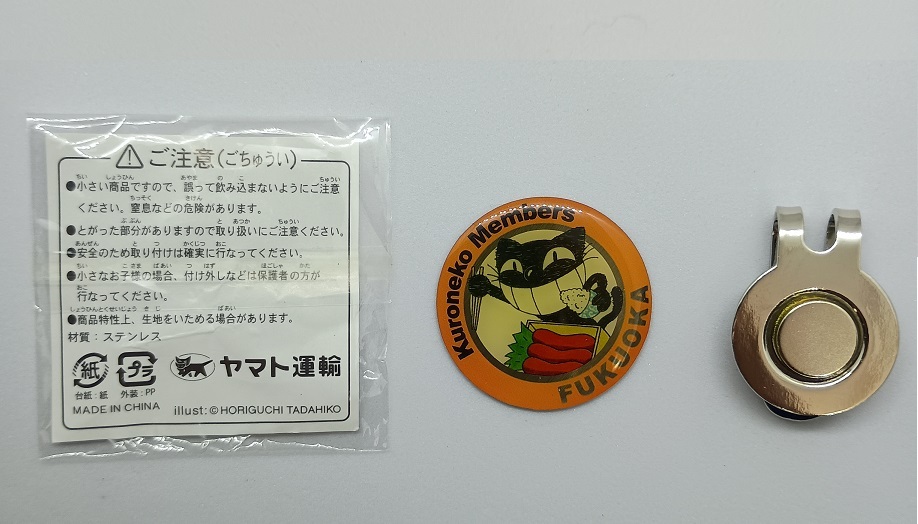 ご注意(ごちゅうい)
●小さい商品ですので、誤って飲み込まないようにご注意
ください。窒息などの危険があります。
●とがった部分がありますので取り扱いにご注意ください。
●安全のため取り付けは確実に行なってください。
●小さなお子様の場合、付け外しなどは保護者の方が
行なってください。
●商品特性上、生地をいためる場合があります。
材質:ステンレス
紙 プラ ヤマト運輸
台紙:紙 外装:PP
MADE IN CHINA illust:©HORIGUCHI TADAHIKO
Kuroneko Members
FUKUOKA